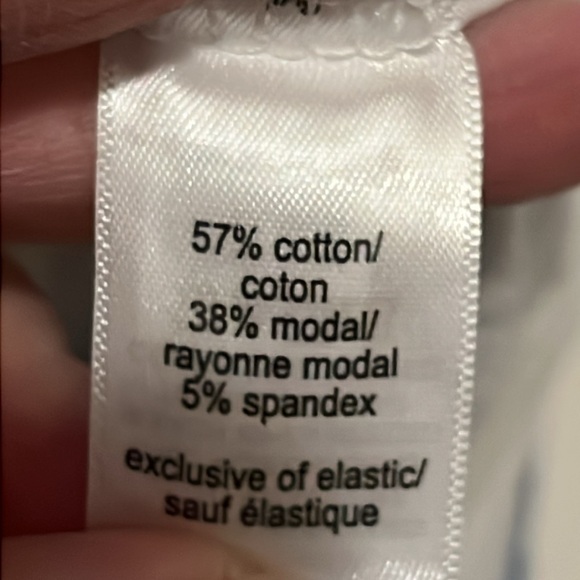 57% cotton/
coton
38% modal/
rayonne modal
5% spandex
exclusive of elastic/
sauf élastique